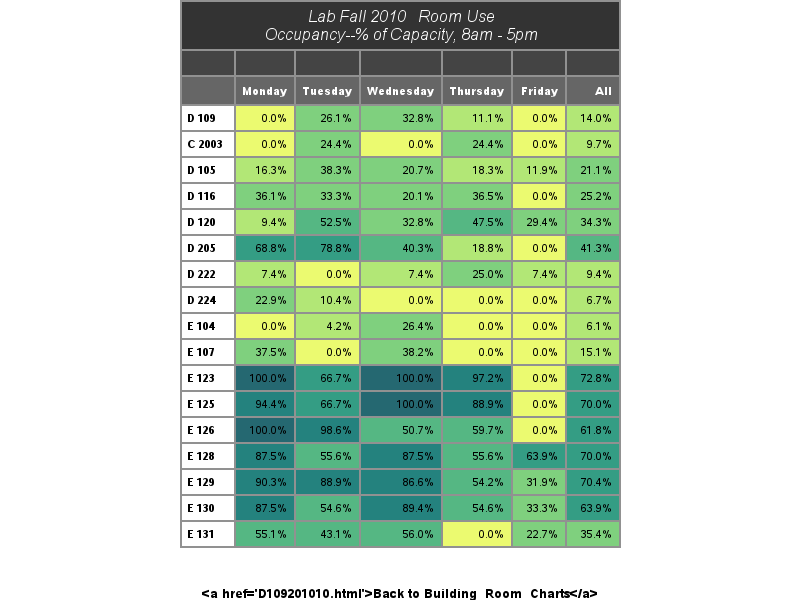 Lab Fall 2010 Room Use
Occupancy--% of Capacity, 8am - 5pm
Monday Tuesday Wednesday Thursday Friday All
D 109 0.0% 26.1% 32.8% 11.1% 0.0% 14.0%
C 2003 0.0% 24.4% 0.0% 24.4% 0.0% 9.7%
D 105 16.3% 38.3% 20.7% 18.3% 11.9% 21.1%
D 116 36.1% 33.3% 20.1% 36.5% 0.0% 25.2%
D 120 9.4% 52.5% 32.8% 47.5% 29.4% 34.3%
D 205 68.8% 78.8% 40.3% 18.8% 0.0% 41.3%
D 222 7.4% 0.0% 7.4% 25.0% 7.4% 9.4%
D 224 22.9% 10.4% 0.0% 0.0% 0.0% 6.7%
E 104 0.0% 4.2% 26.4% 0.0% 0.0% 6.1%
E 107 37.5% 0.0% 38.2% 0.0% 0.0% 15.1%
E 123 100.0% 66.7% 100.0% 97.2% 0.0% 72.8%
E 125 94.4% 66.7% 100.0% 88.9% 0.0% 70.0%
E 126 100.0% 98.6% 50.7% 59.7% 0.0% 61.8%
E 128 87.5% 55.6% 87.5% 55.6% 63.9% 70.0%
E 129 90.3% 88.9% 86.6% 54.2% 31.9% 70.4%
E 130 87.5% 54.6% 89.4% 54.6% 33.3% 63.9%
E 131 55.1% 43.1% 56.0% 0.0% 22.7% 35.4%
<a href='D109201010.html'>Back to Building_Room_Charts</a>